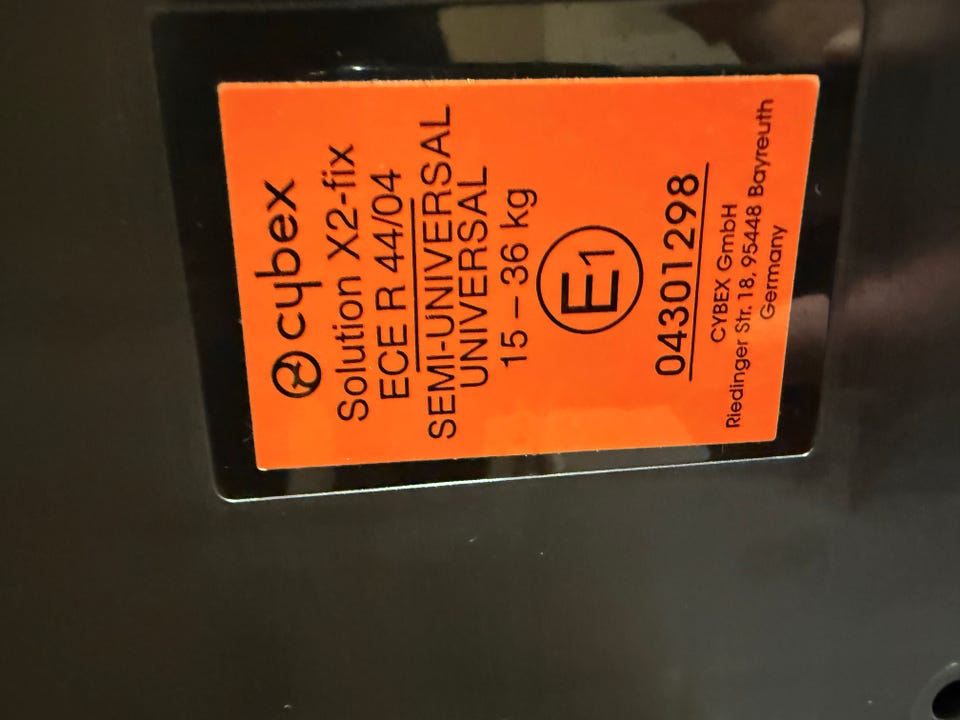 cybex
Solution X2-fix
ECE R 44/04
SEMI-UNIVERSAL
UNIVERSAL
15 – 36 kg
E1
04301298
CYBEX GmbH
Riedinger Str. 18, 95448 Bayreuth
Germany